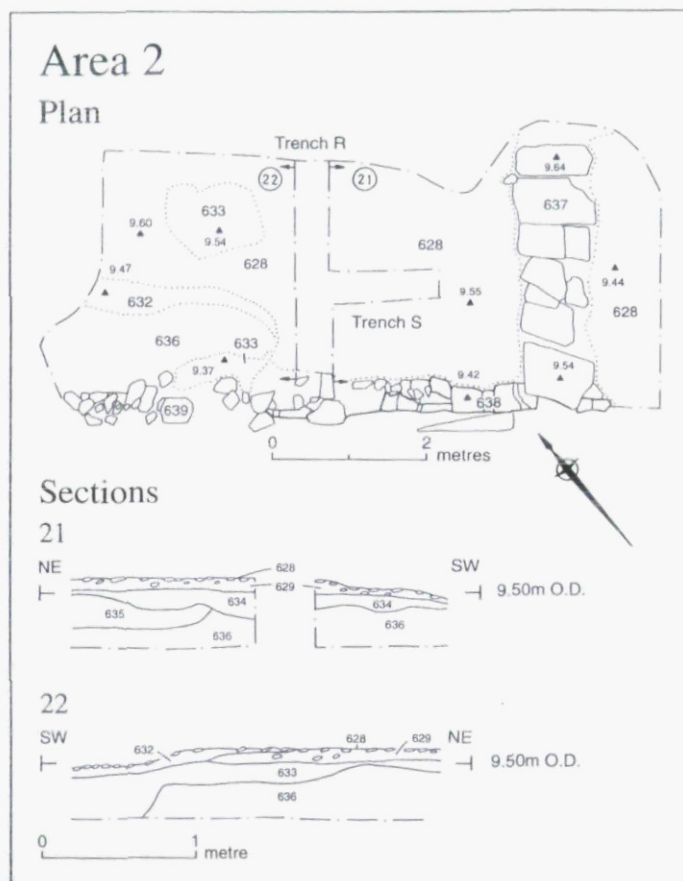 Area 2
Plan
Trench R
22 21
9.64
633 637
9.60
9.54
628 628
9.47 9.44
632 9.55 628
Trench S
636 633
9.37 9.42 9.54
639 638
0 2
metres
Sections
21
NE 628 SW
629 9.50m O.D.
634 634
635
636 636
22
SW 632 628 629 NE
9.50m O.D.
633
636
0 1
metre